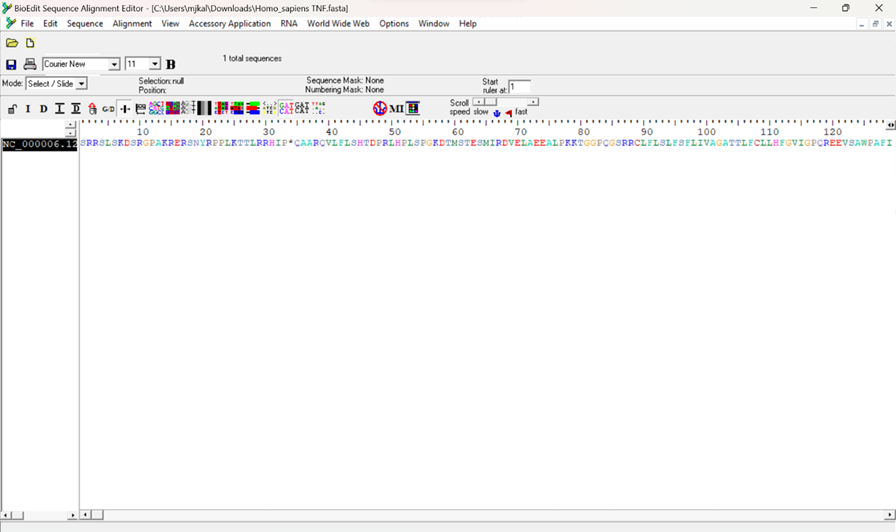 BioEdit Sequence Alignment Editor - [C:\Users\mjkal\Downloads\Homo_sapiens TNF.fasta]
File Edit Sequence Alignment View Accessory Application RNA World Wide Web Options Window Help
Courier New 11 B 1 total sequences
Mode: Select / Slide Selection: null Sequence Mask: None Start
Position: Numbering Mask: None ruler at: 1
I D I D G/D MI Scroll
speed slow fast
10 20 30 40 50 60 70 80 90 100 110 120
NC_000006.12 SRRSLSKDSRGPAKRERSNYRPPLKTTLRRHIP*QAARQVLFLSHTDPRLHPLSPGKDTMSTESMIRDVELAEEALPKKTGGPQGSRRCLFLSLFSFLIVAGATTLFCLLHFGVIGPQREEVSAWPAFI